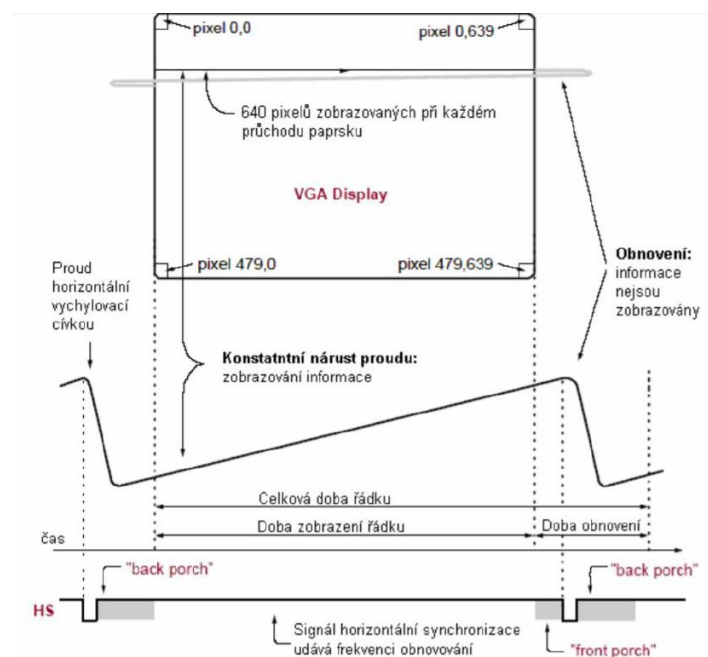 pixel 0,0
pixel 0,639
640 pixelů zobrazovaných při každém
průchodu paprsku
VGA Display
pixel 479,0
pixel 479,639
Proud
horizontální
vychylovací
cívkou
Obnovení:
informace
nejsou
zobrazovány
Konstatntní nárust proudu:
zobrazování informace
Celková doba řádku
Doba zobrazení řádku
Doba obnovení
čas
"back porch"
"back porch"
HS
Signál horizontální synchronizace
udává frekvenci obnovování
"front porch"